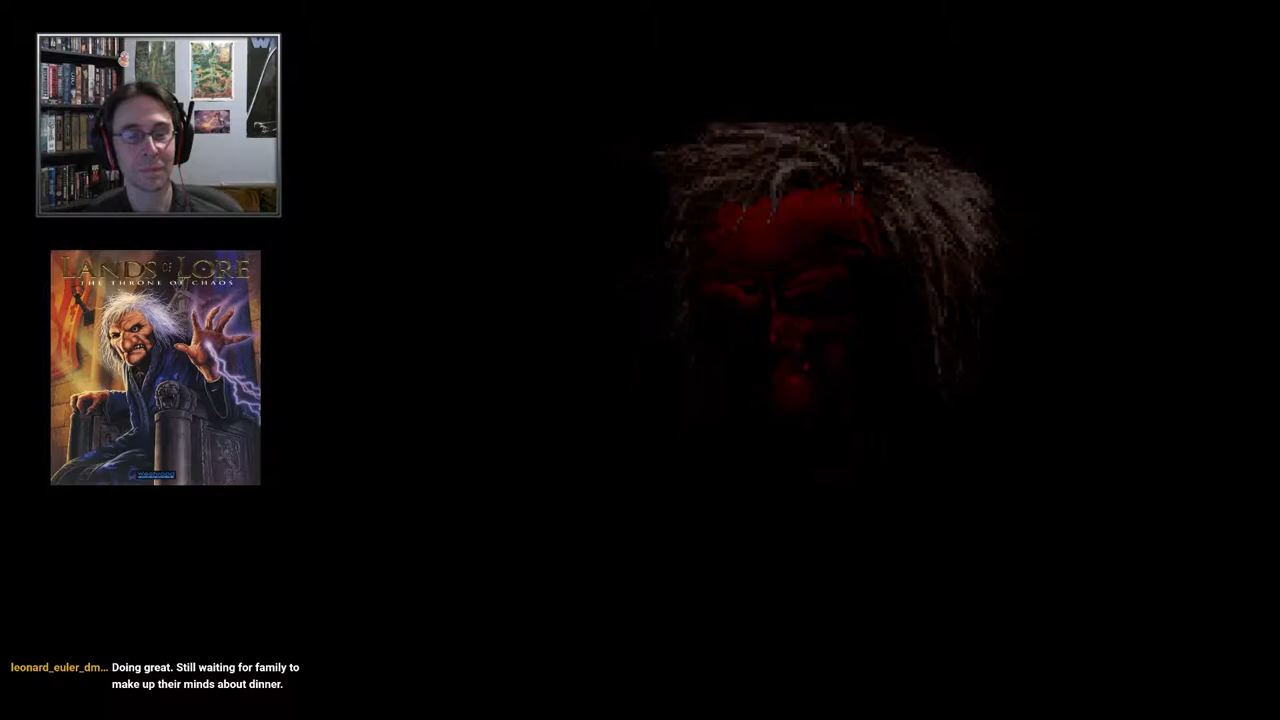 LANDS OF LORE
THE THRONE OF CHAOS
Westwood
leonard_euler_dm… Doing great. Still waiting for family to
make up their minds about dinner.